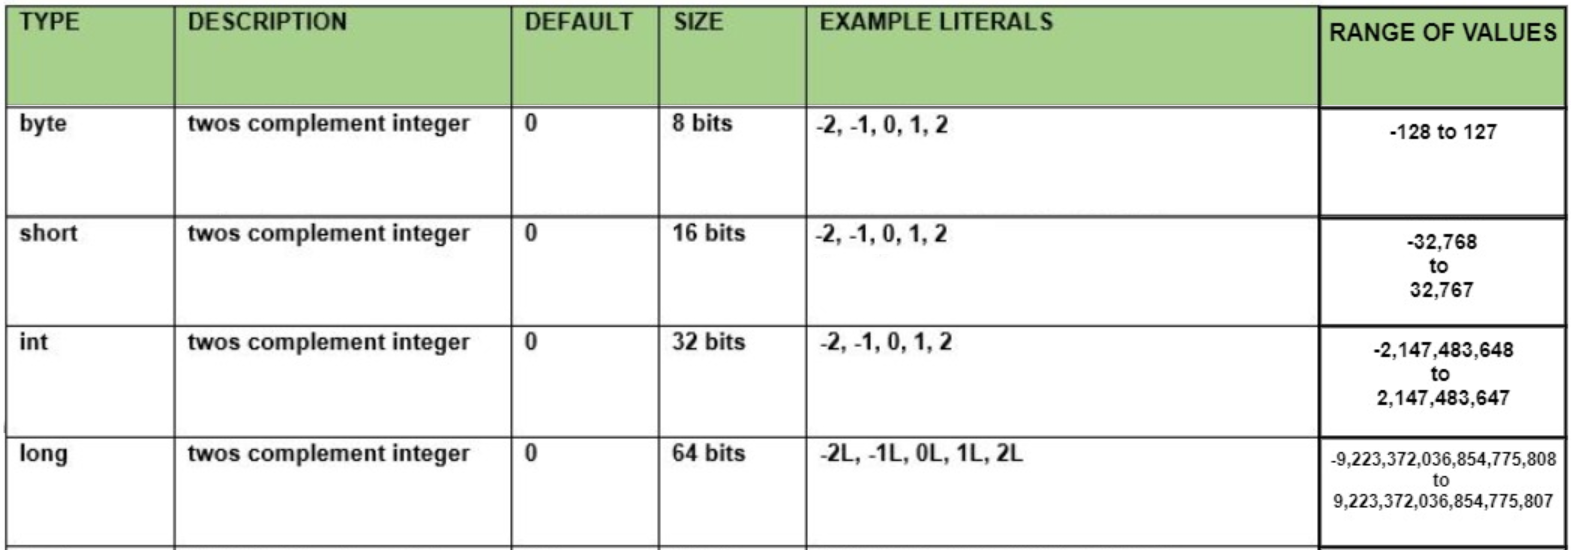 TYPE DESCRIPTION DEFAULT SIZE EXAMPLE LITERALS RANGE OF VALUES
byte twos complement integer 0 8 bits -2, -1, 0, 1, 2 -128 to 127
short twos complement integer 0 16 bits -2, -1, 0, 1, 2 -32,768
to
32,767
int twos complement integer 0 32 bits -2, -1, 0, 1, 2 -2,147,483,648
to
2,147,483,647
long twos complement integer 0 64 bits -2L, -1L, 0L, 1L, 2L -9,223,372,036,854,775,808
to
9,223,372,036,854,775,807